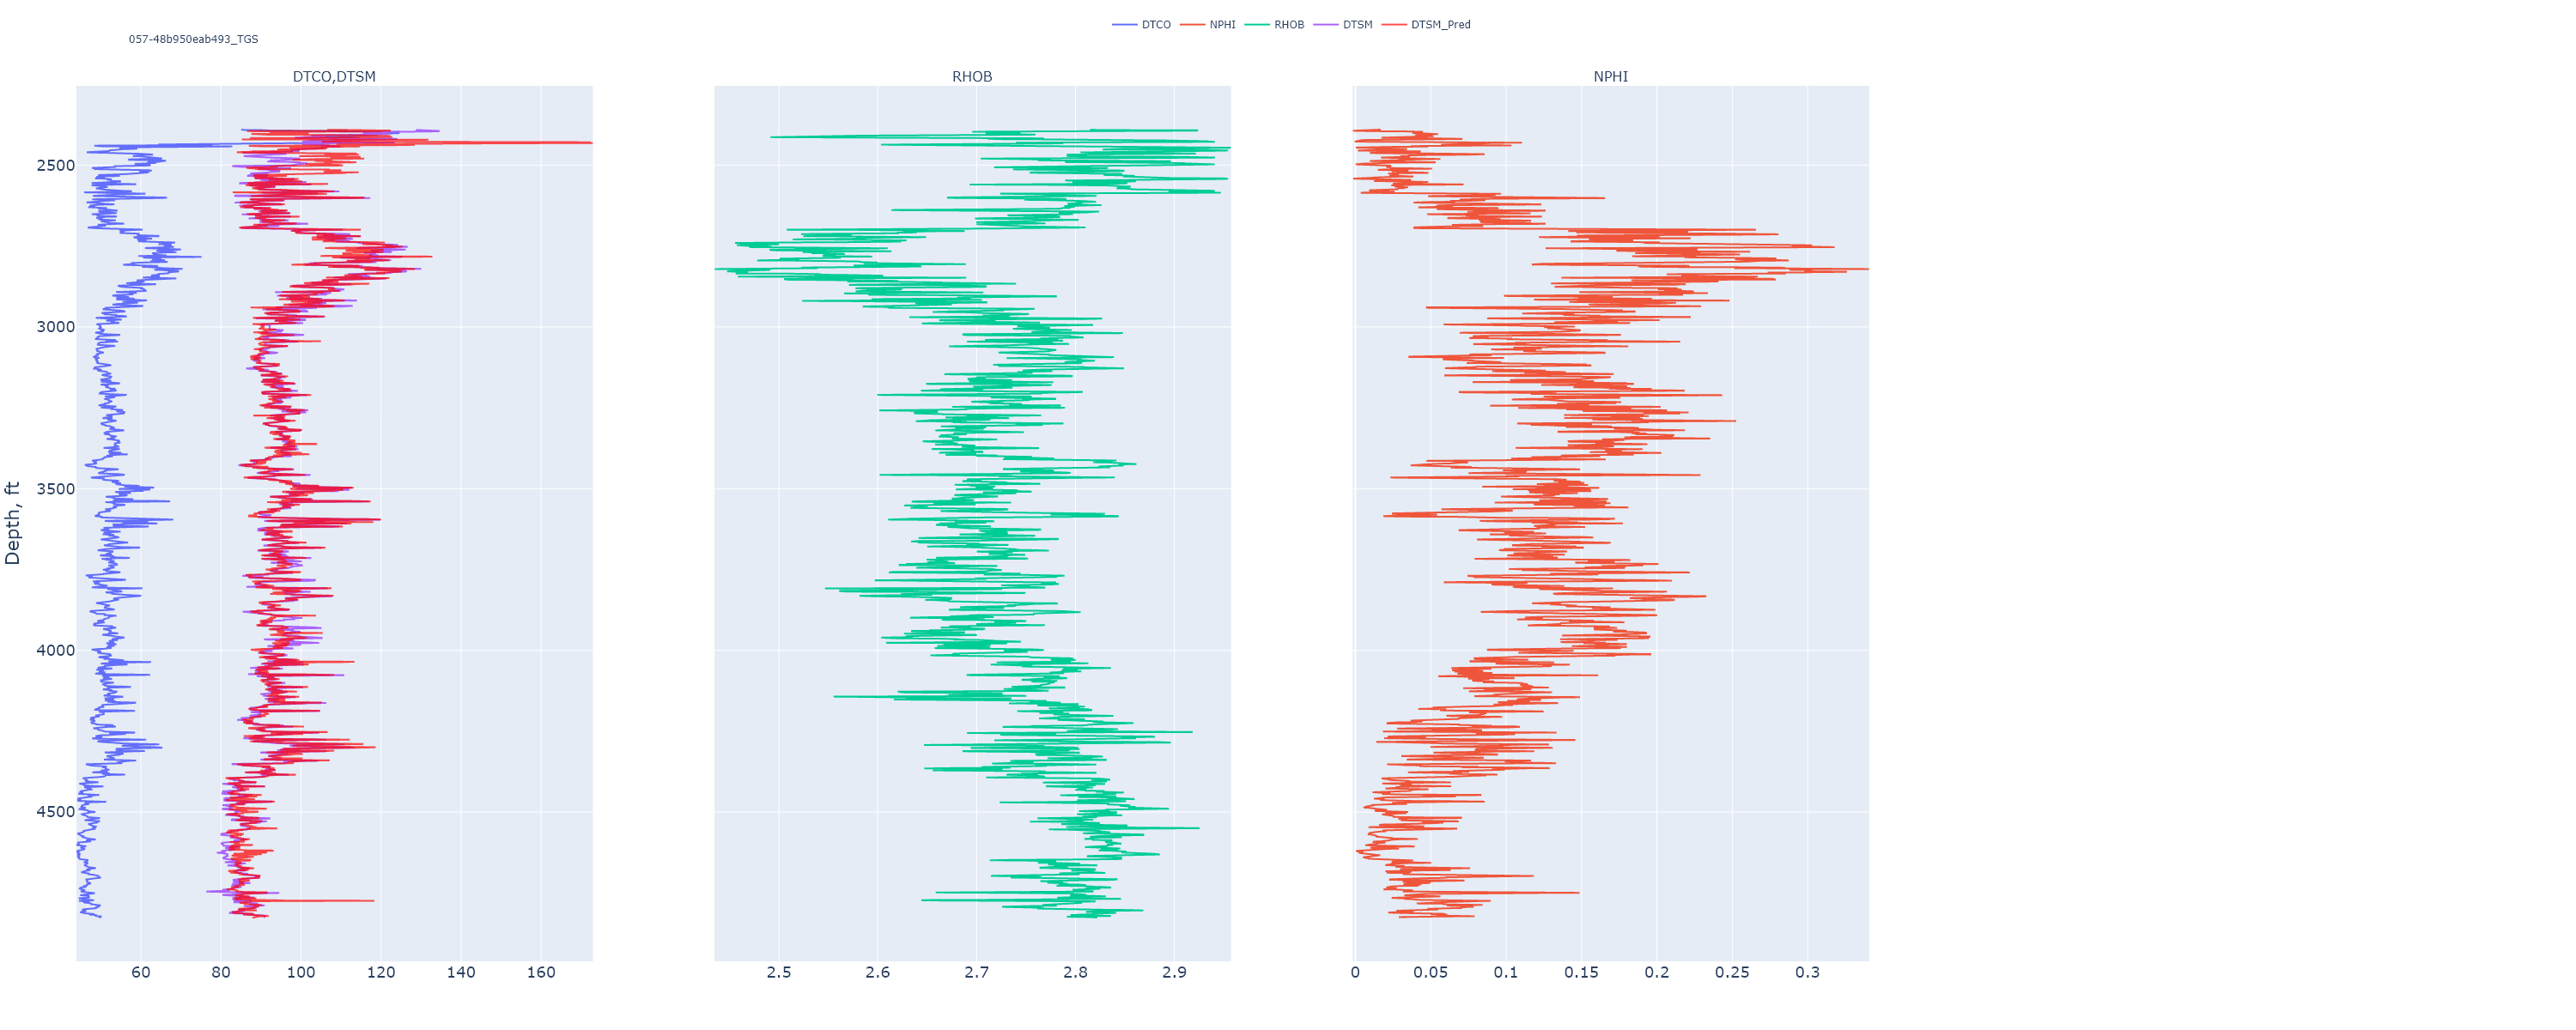 DTCO NPHI RHOB DTSM DTSM_Pred
057-48b950eab493_TGS
DTCO,DTSM RHOB NPHI
2500
3000
3500
4000
4500
Depth, ft
60 80 100 120 140 160 2.5 2.6 2.7 2.8 2.9 0 0.05 0.1 0.15 0.2 0.25 0.3